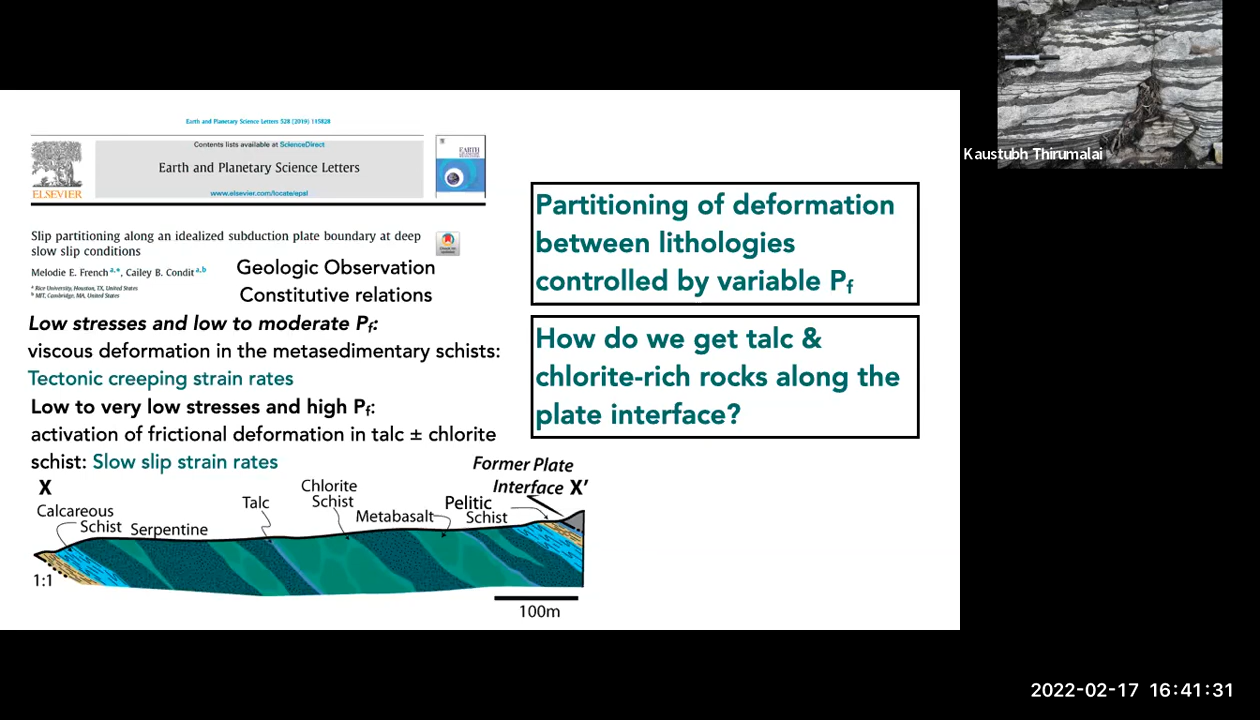 Earth and Planetary Science Letters 528 (2019) 115828
Contents lists available at ScienceDirect
Earth and Planetary Science Letters
www.elsevier.com/locate/epsl
ELSEVIER
EARTH
Slip partitioning along an idealized subduction plate boundary at deep
slow slip conditions
Melodie E. French a,*, Cailey B. Condit a,b
a Rice University, Houston, TX, United States
b MIT, Cambridge, MA, United States
Geologic Observation
Constitutive relations
Low stresses and low to moderate Pf:
viscous deformation in the metasedimentary schists:
Tectonic creeping strain rates
Low to very low stresses and high Pf:
activation of frictional deformation in talc ± chlorite
schist: Slow slip strain rates
Partitioning of deformation
between lithologies
controlled by variable Pf
How do we get talc &
chlorite-rich rocks along the
plate interface?
X
Calcareous
Schist
Serpentine
Talc
Chlorite
Schist
Metabasalt
Pelitic
Schist
Former Plate
Interface X'
1:1
100m
Kaustubh Thirumalai
2022-02-17 16:41:31